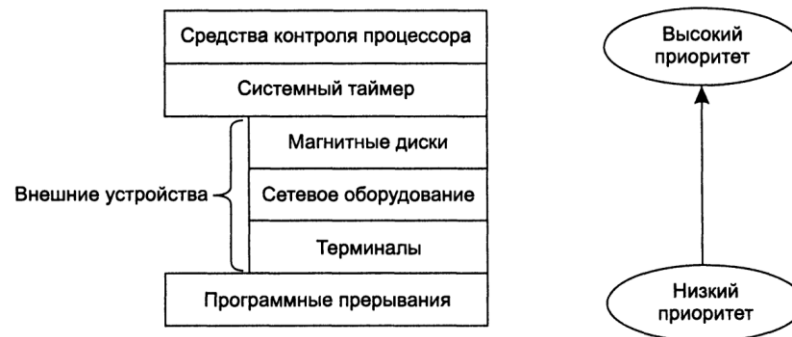 Средства контроля процессора
Системный таймер
Магнитные диски
Внешние устройства
Сетевое оборудование
Терминалы
Программные прерывания
Высокий
приоритет
Низкий
приоритет